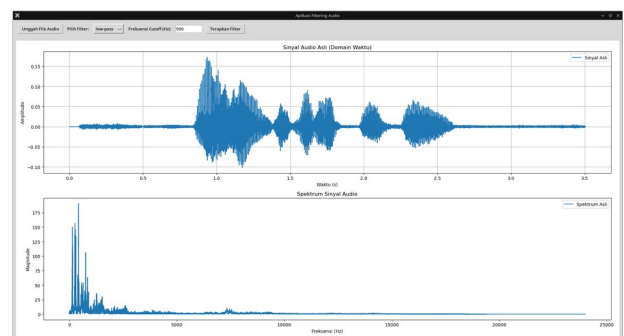 Aplikasi Filtering Audio
Unggah File Audio Pilih Filter: low-pass Frekuensi Cutoff (Hz): 500 Terapkan Filter
Sinyal Audio Asli (Domain Waktu)
Sinyal Asli
0.15
0.10
0.05
0.00
−0.05
−0.10
Amplitudo
0.0 0.5 1.0 1.5 2.0 2.5 3.0 3.5
Waktu (s)
Spektrum Sinyal Audio
Spektrum Asli
175
150
125
100
75
50
25
0
Magnitudo
0 5000 10000 15000 20000 25000
Frekuensi (Hz)